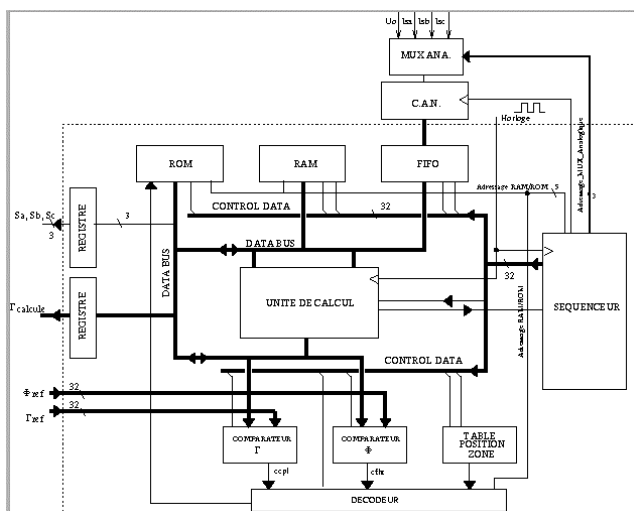 Uo Isa Isb Isc
MUX ANA.
C.A.N.
Horloge
Adressage_MUX_Analogique
3
ROM
RAM
FIFO
Adressage RAM/ROM
5
CONTROL DATA
32
Sa, Sb, Sc
3
REGISTRE
3
DATA BUS
DATA BUS
32
UNITE DE CALCUL
SEQUENCEUR
Adressage RAM/ROM
Γcalcule
REGISTRE
CONTROL DATA
Φref
32
Γref
32
COMPARATEUR
Γ
COMPARATEUR
Φ
TABLE
POSITION
ZONE
ccpl
cflx
DECODEUR